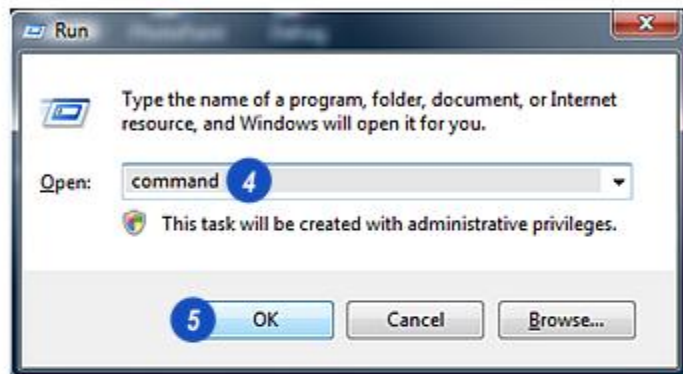 Run
Type the name of a program, folder, document, or Internet
resource, and Windows will open it for you.
Open: command 4
This task will be created with administrative privileges.
5 OK Cancel Browse...